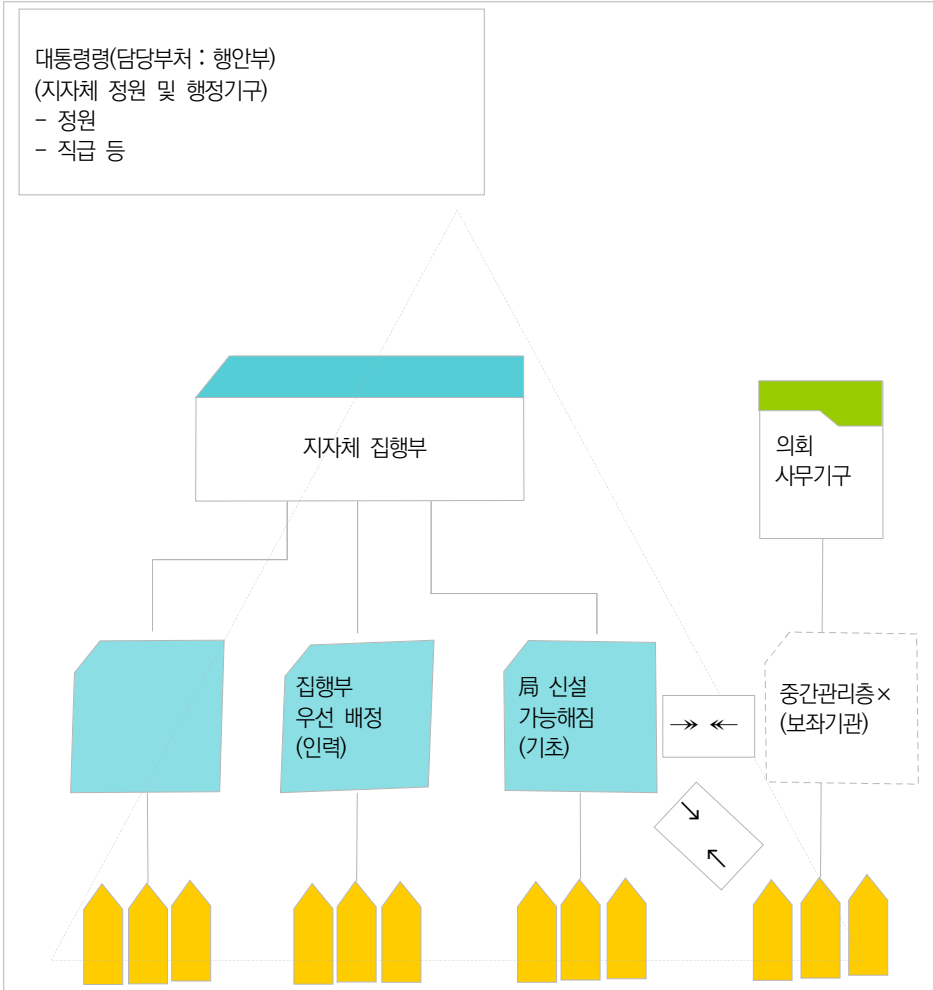 대통령령(담당부처 : 행안부)
(지자체 정원 및 행정기구)
- 정원
- 직급 등
지자체 집행부
의회
사무기구
집행부
우선 배정
(인력)
局 신설
가능해짐
(기초)
중간관리층×
(보좌기관)